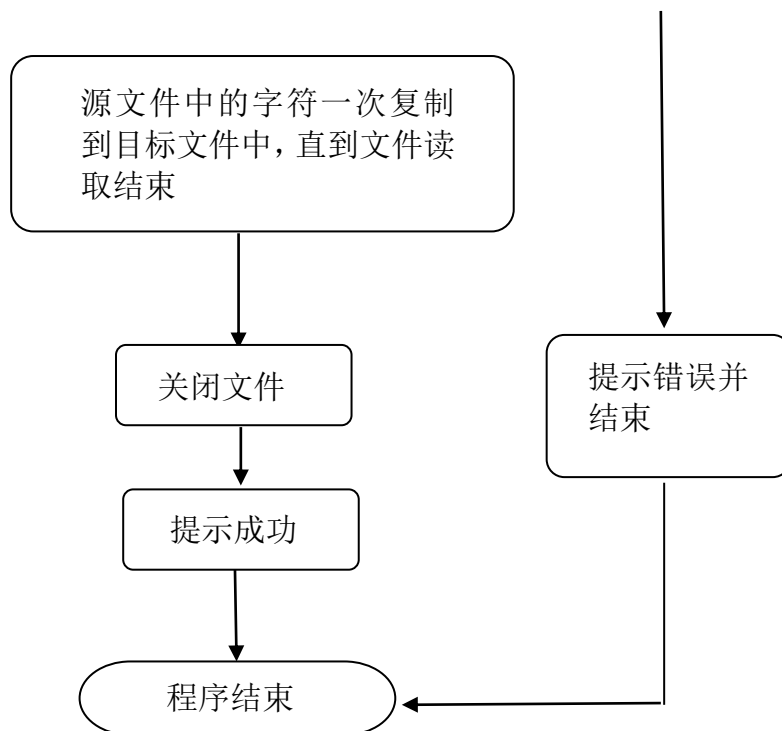 源文件中的字符一次复制
到目标文件中，直到文件读
取结束
关闭文件
提示错误并
结束
提示成功
程序结束